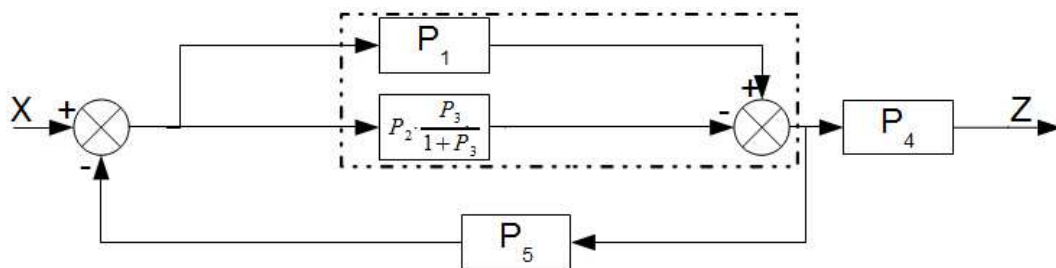 P₁
X
+
-
P₂ · P₃ / (1 + P₃)
-
+
P₄
Z
P₅